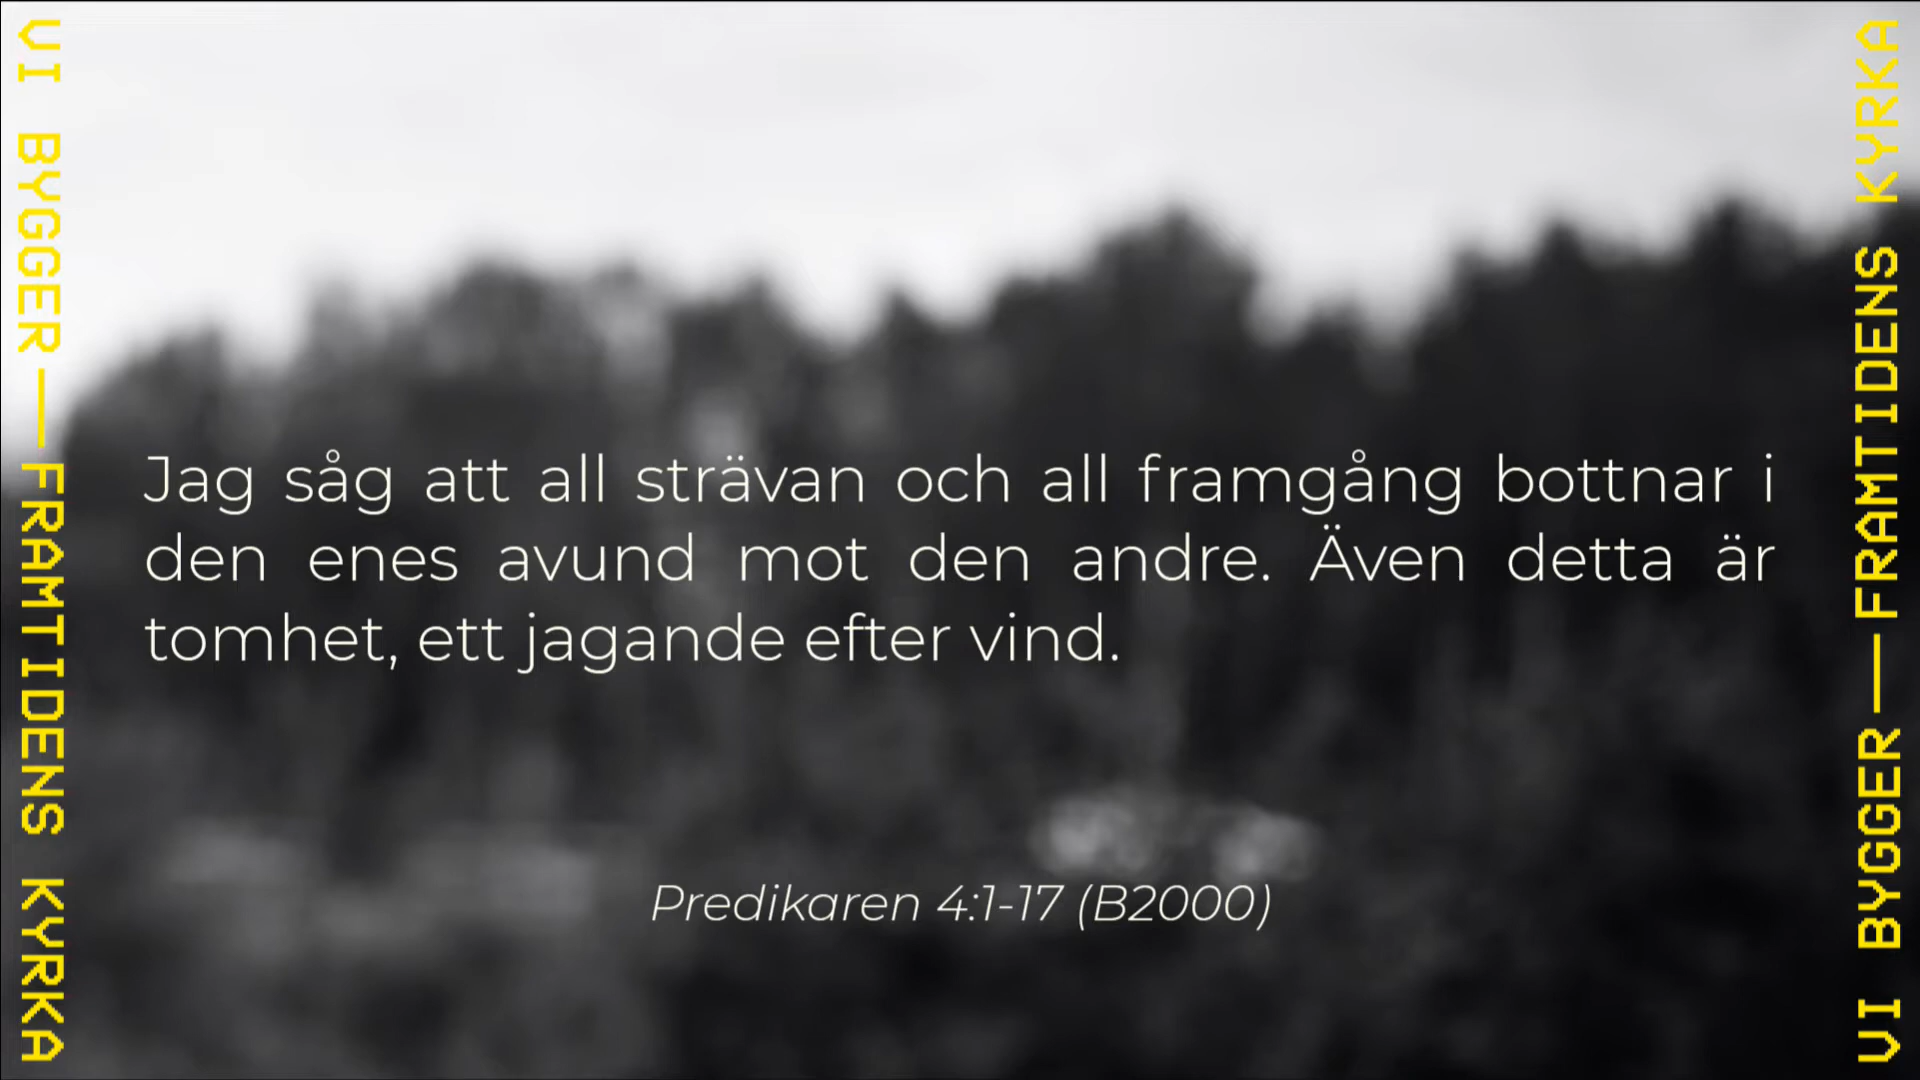 VI BYGGER—FRAMTIDENS KYRKA
Jag såg att all strävan och all framgång bottnar i
den enes avund mot den andre. Även detta är
tomhet, ett jagande efter vind.
Predikaren 4:1-17 (B2000)
VI BYGGER—FRAMTIDENS KYRKA